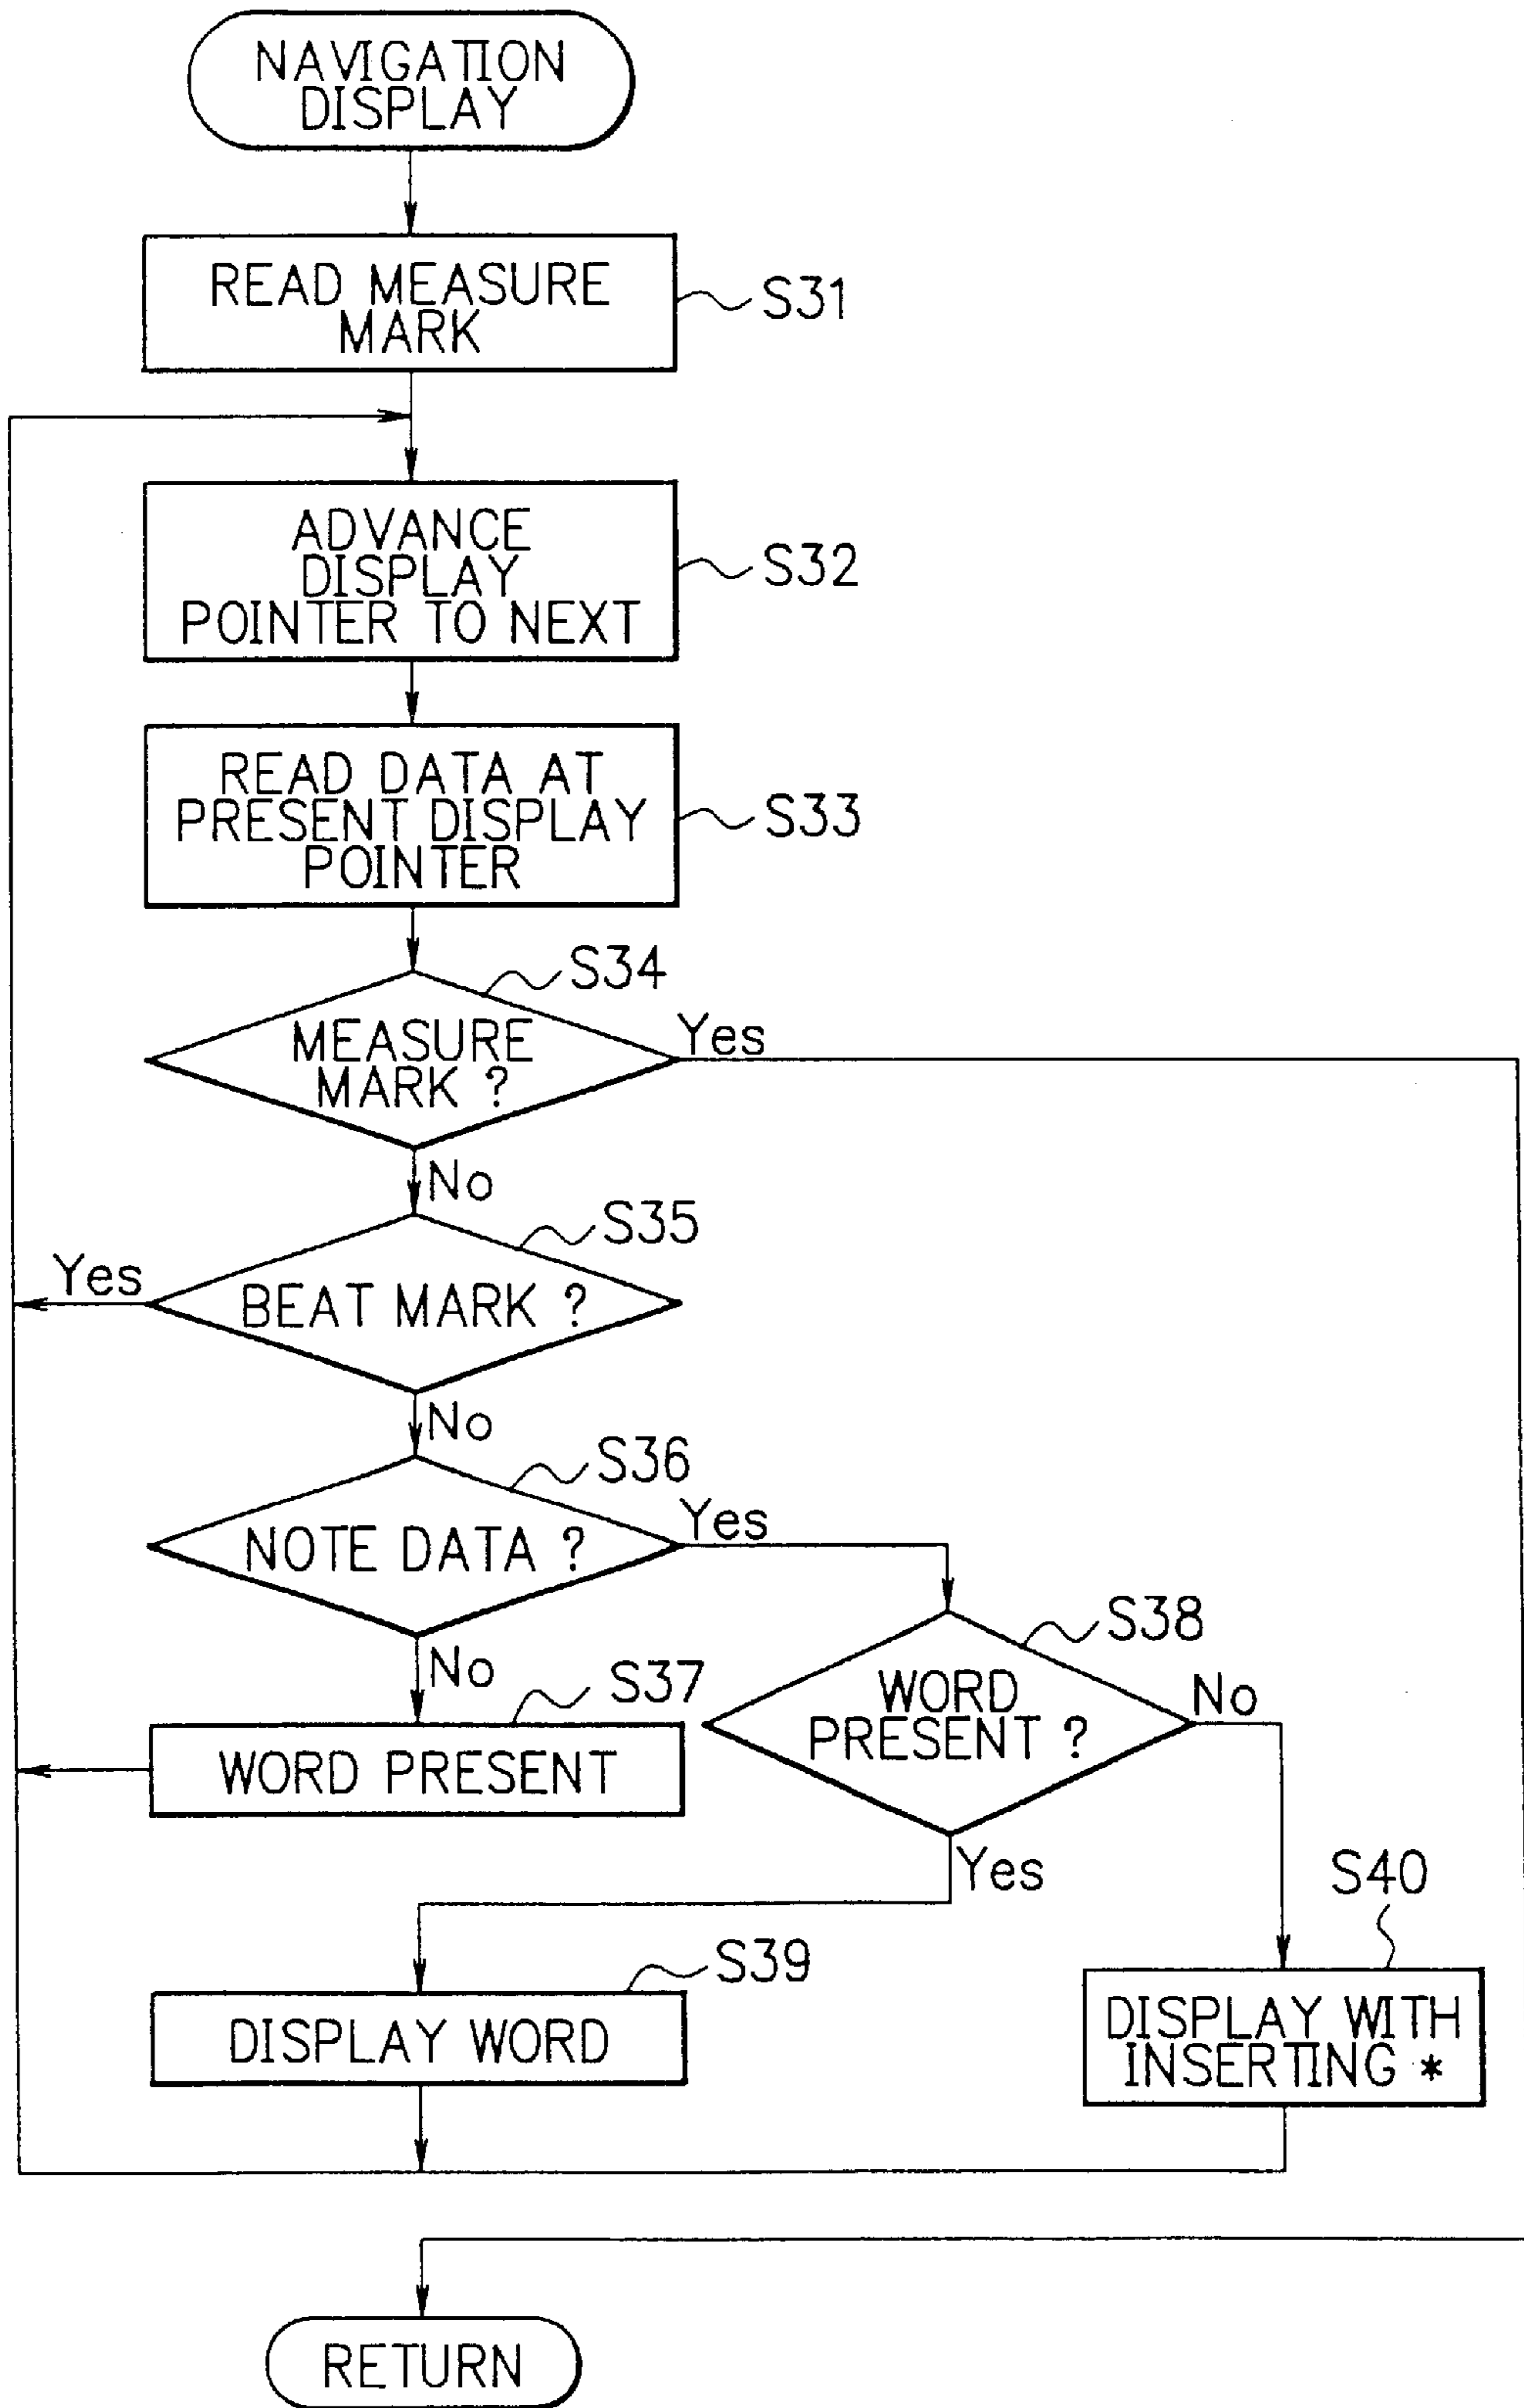 NAVIGATION
DISPLAY
READ MEASURE
MARK
S31
ADVANCE
DISPLAY
POINTER TO NEXT
S32
READ DATA AT
PRESENT DISPLAY
POINTER
S33
S34
MEASURE
MARK ?
Yes
No
S35
BEAT MARK ?
Yes
No
S36
NOTE DATA ?
Yes
No
S37
WORD PRESENT
S38
WORD
PRESENT ?
No
Yes
S39
DISPLAY WORD
S40
DISPLAY WITH
INSERTING *
RETURN